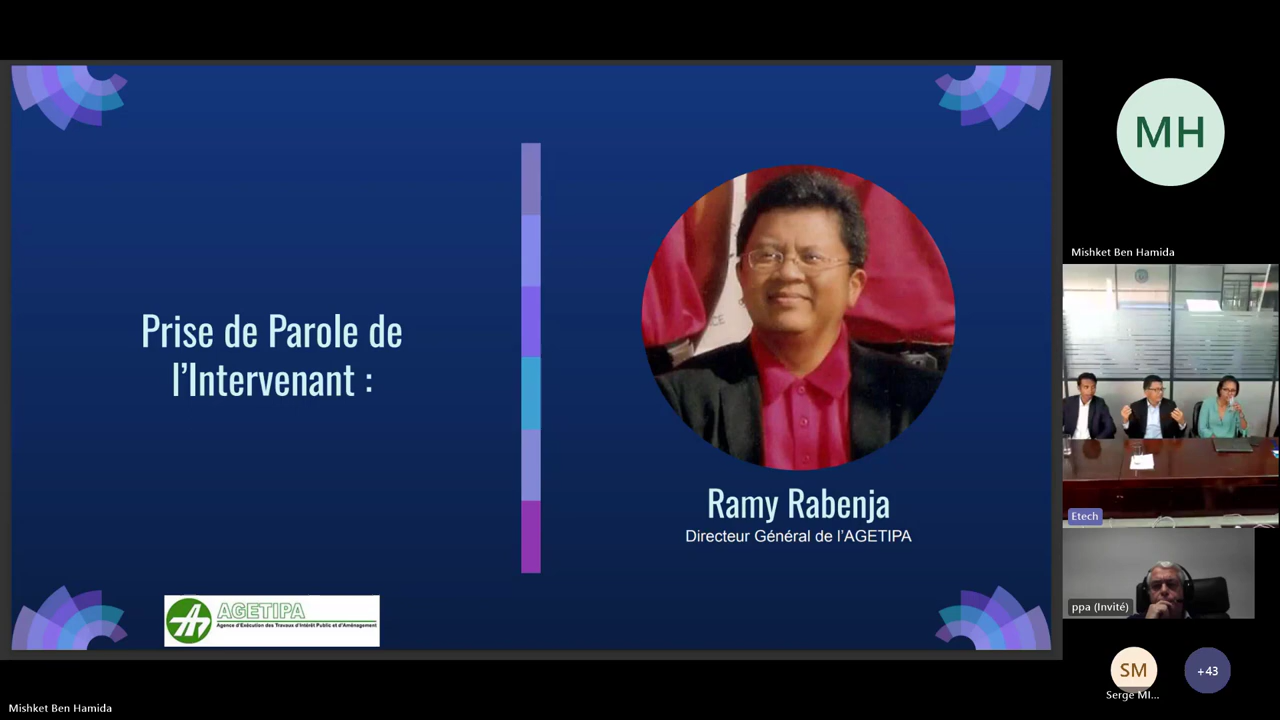 Prise de Parole de
l’Intervenant :
Ramy Rabenja
Directeur Général de l’AGETIPA
AGETIPA
Agence d'Exécution des Travaux d'Intérêt Public et d'Aménagement
MH
Mishket Ben Hamida
Etech
ppa (Invité)
SM
+43
Serge MI...
Mishket Ben Hamida